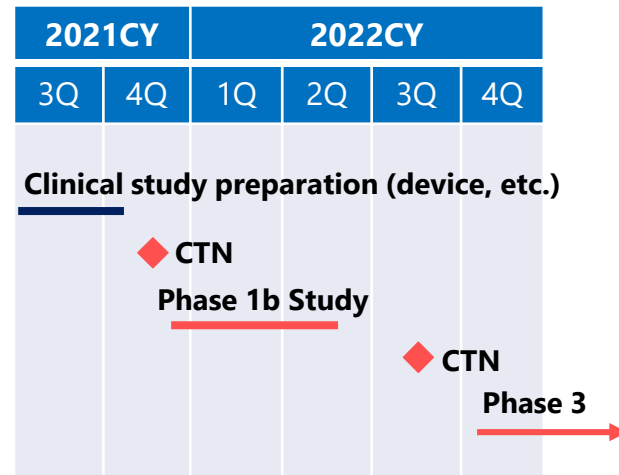 2021CY 2022CY
3Q 4Q 1Q 2Q 3Q 4Q
Clinical study preparation (device, etc.)
CTN
Phase 1b Study
CTN
Phase 3